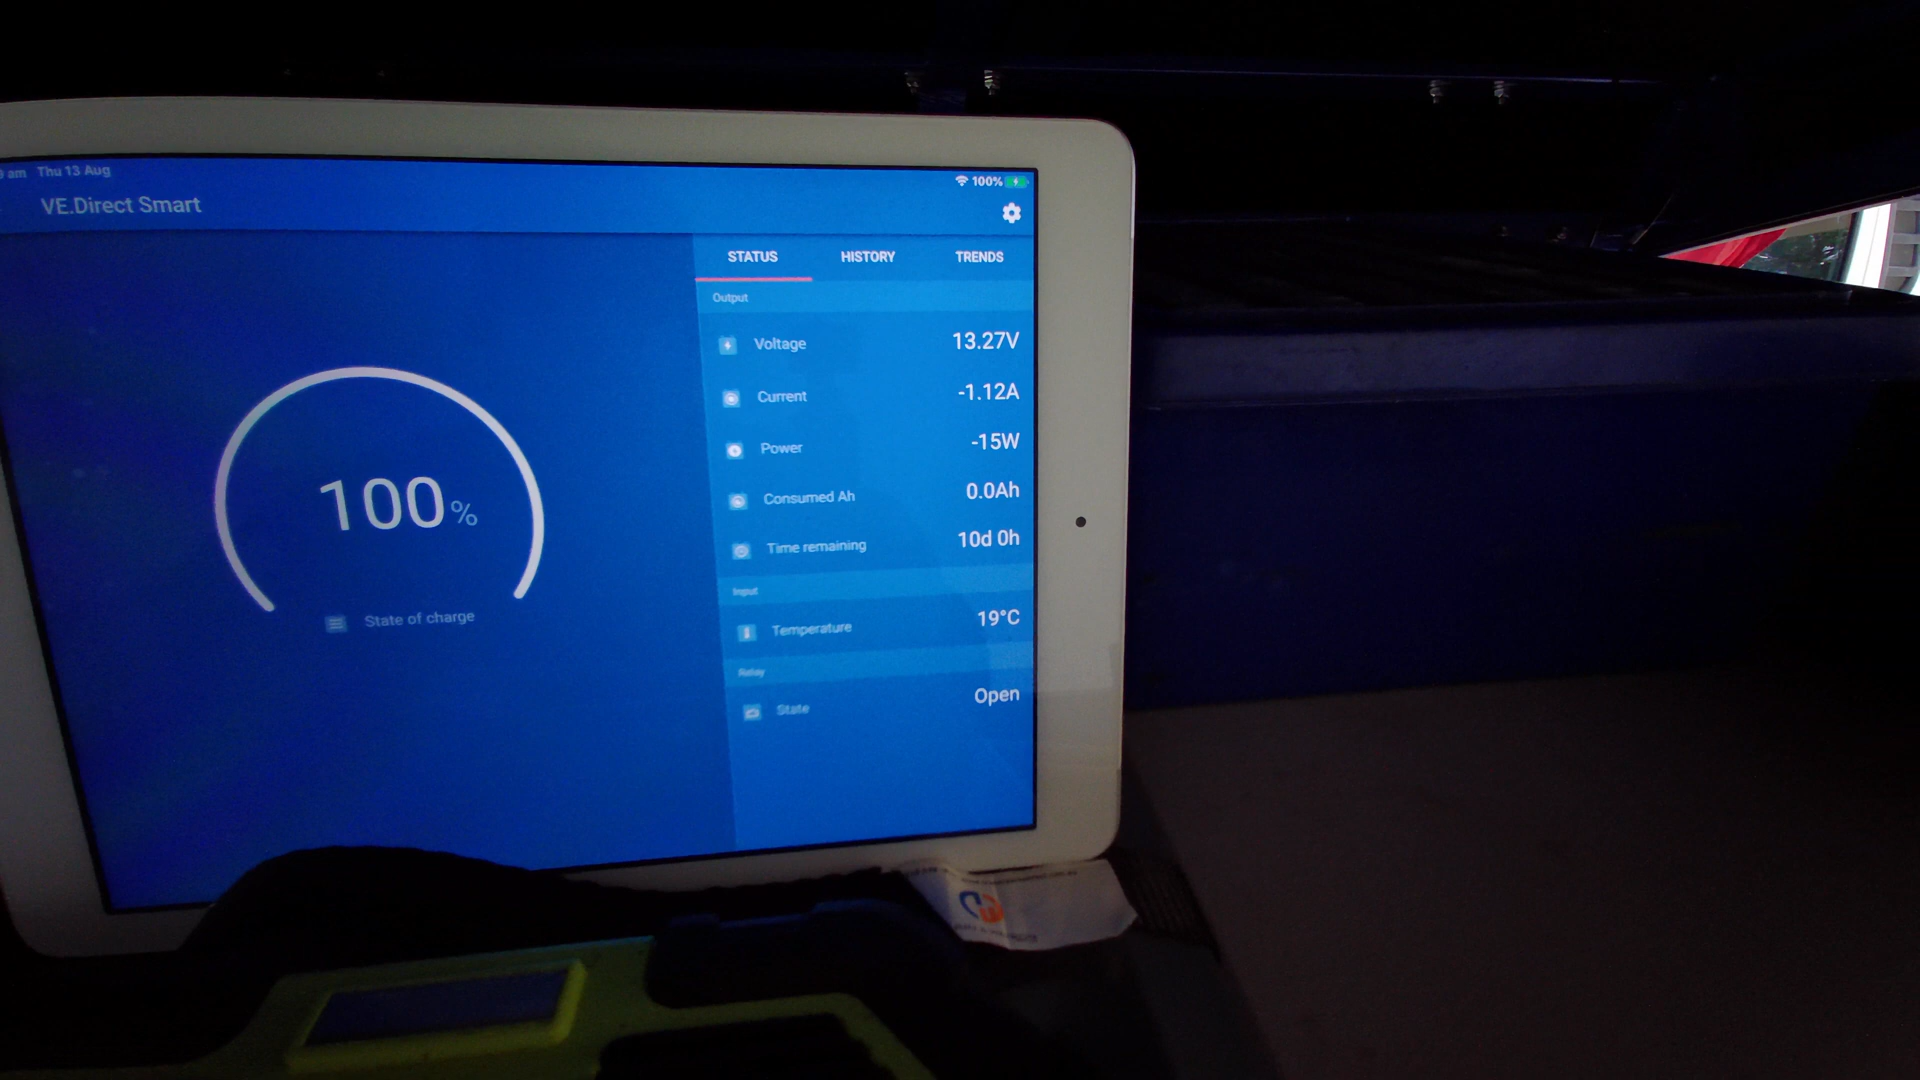 am Thu 13 Aug
100%
VE.Direct Smart
STATUS HISTORY TRENDS
Output
Voltage 13.27V
Current -1.12A
Power -15W
Consumed Ah 0.0Ah
Time remaining 10d 0h
Input
Temperature 19°C
Relay
State Open
100%
State of charge